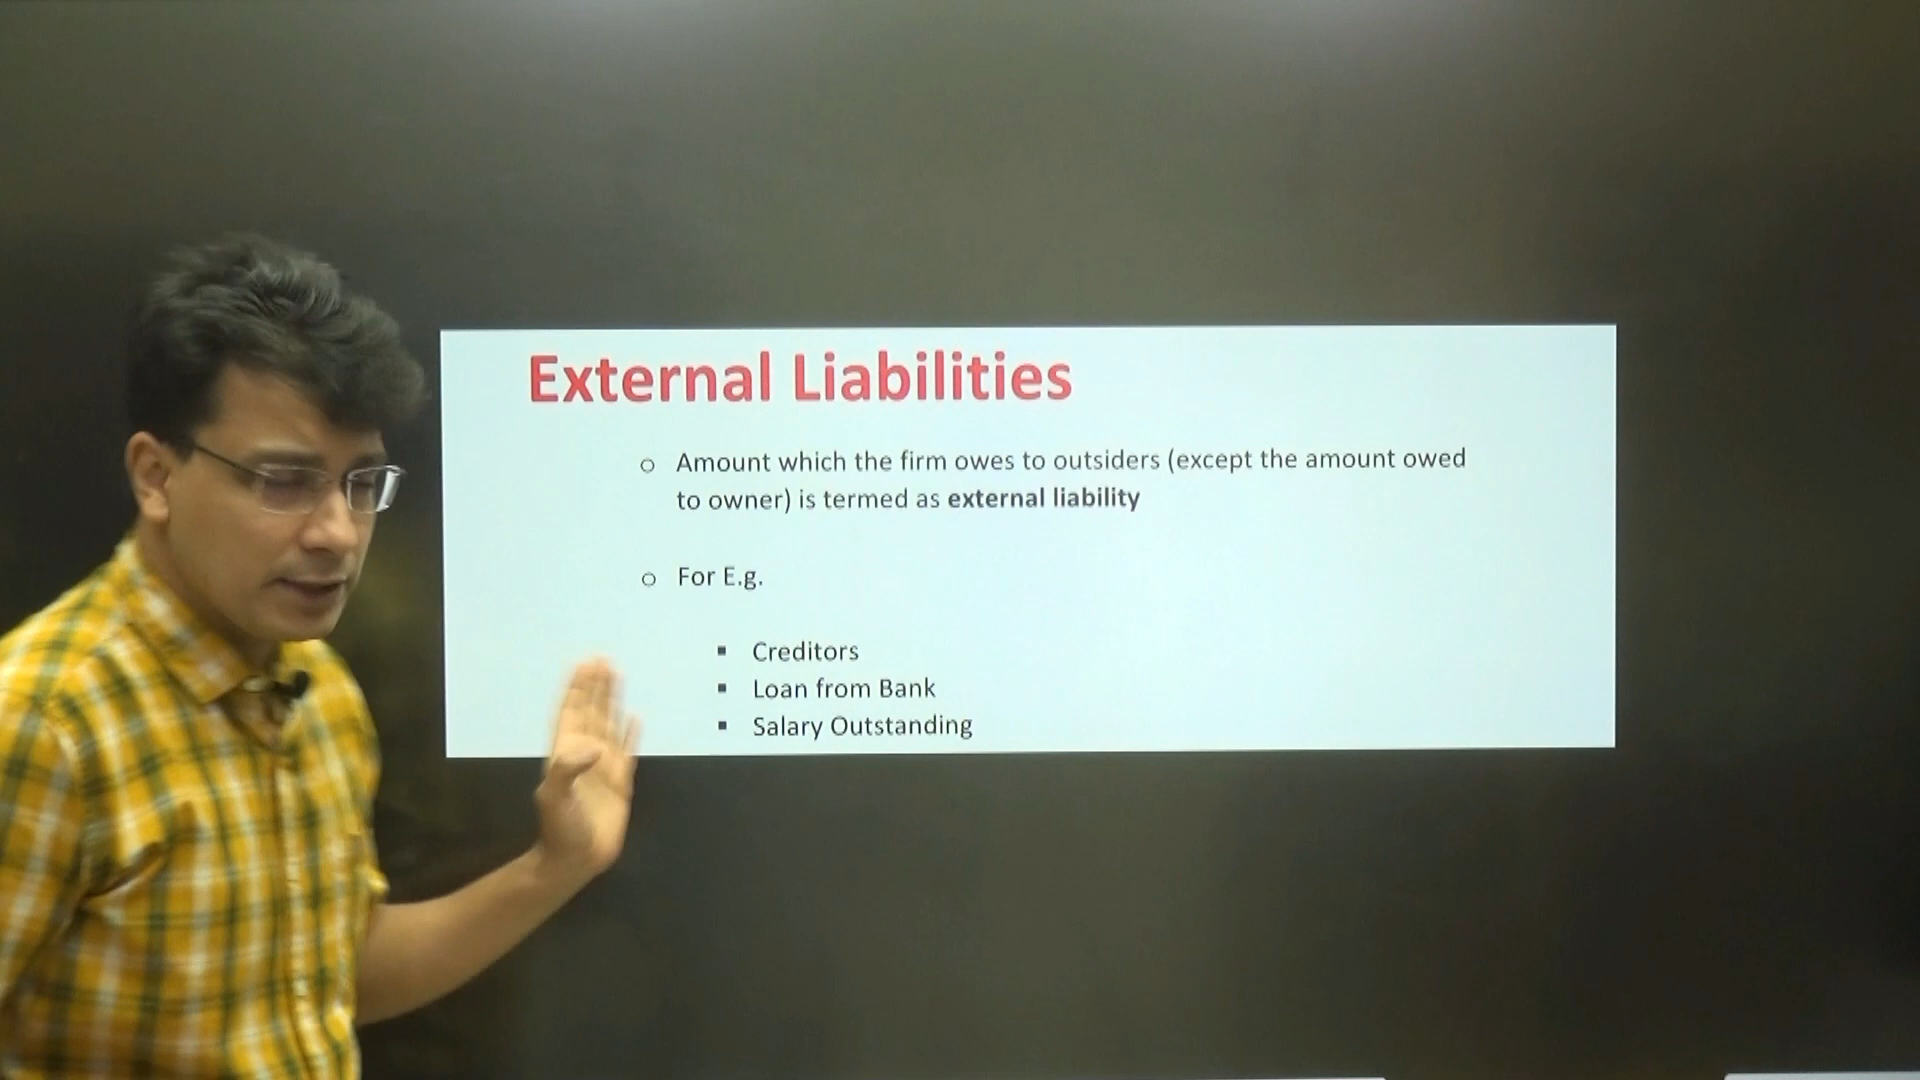 External Liabilities
○ Amount which the firm owes to outsiders (except the amount owed
to owner) is termed as external liability
○ For E.g.
▪ Creditors
▪ Loan from Bank
▪ Salary Outstanding